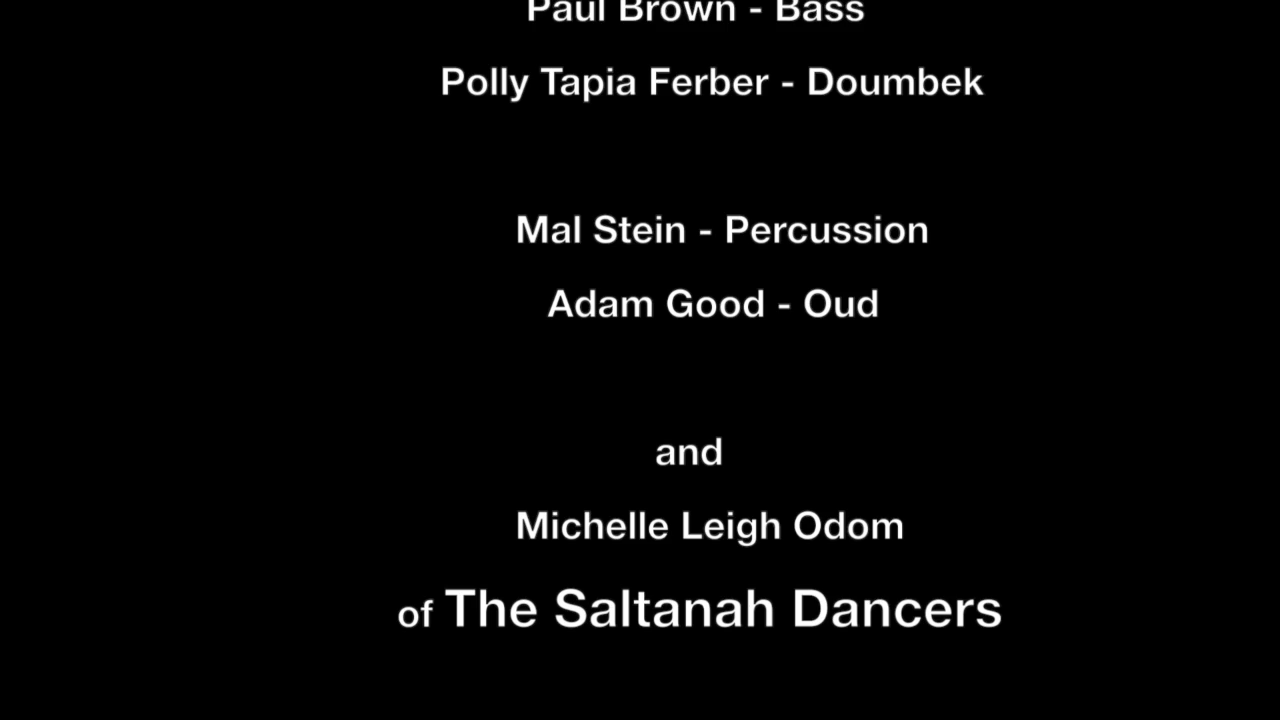 Paul Brown - Bass
Polly Tapia Ferber - Doumbek
Mal Stein - Percussion
Adam Good - Oud
and
Michelle Leigh Odom
of The Saltanah Dancers